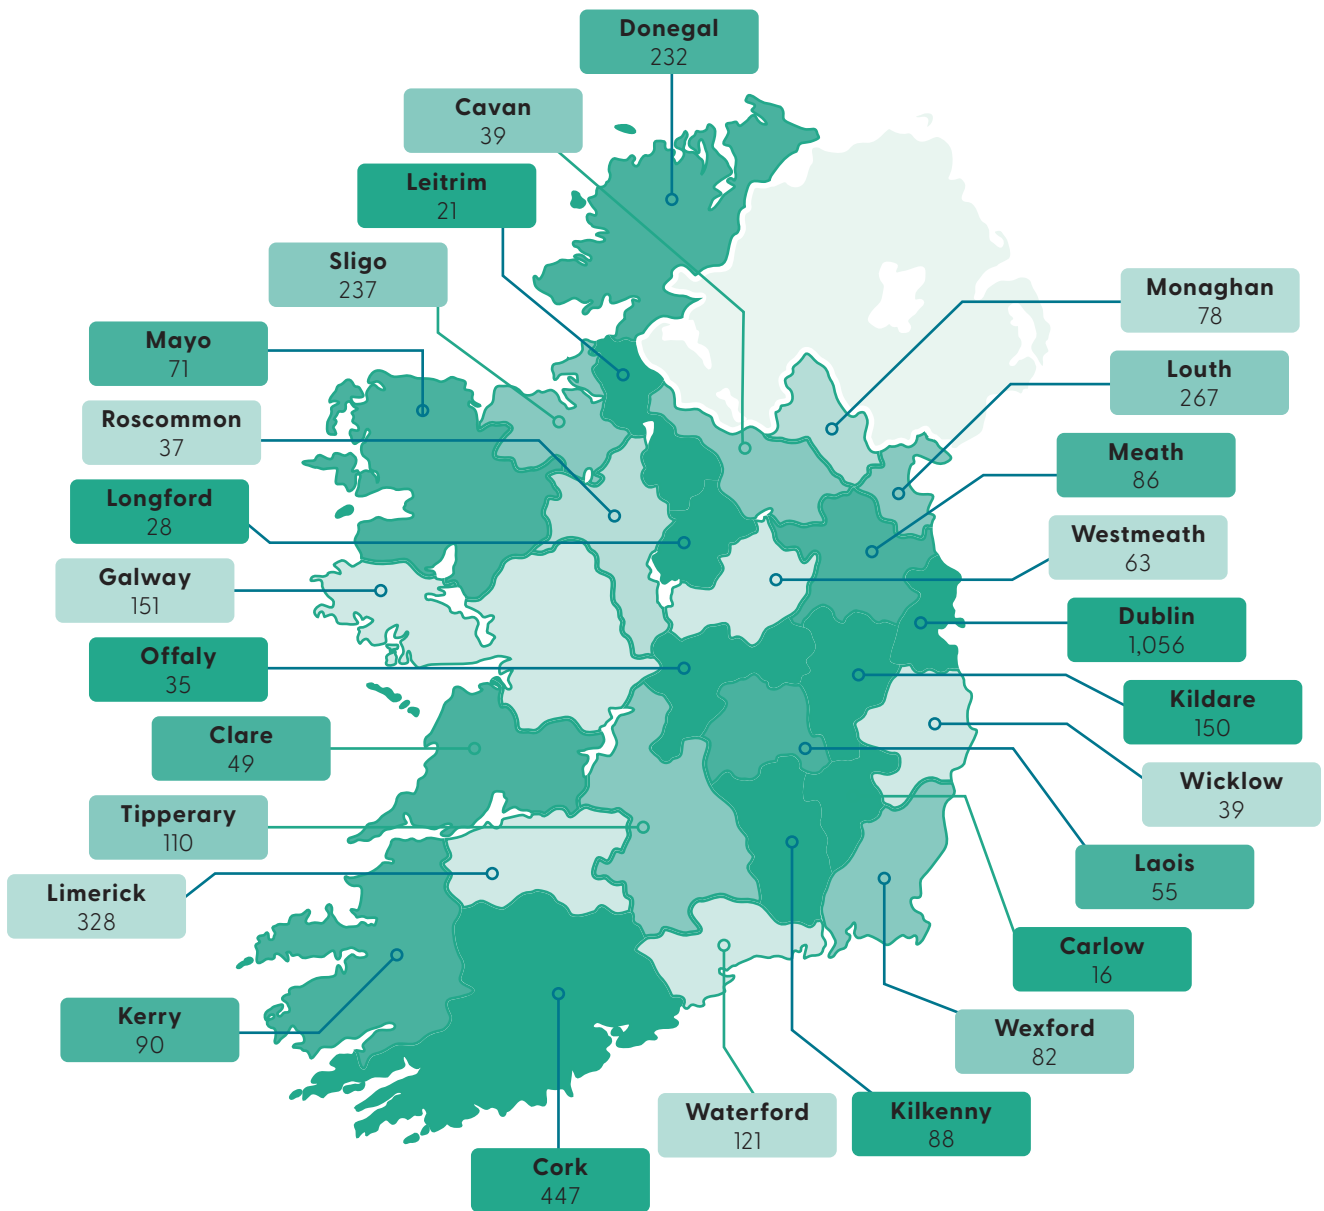 Donegal
232
Cavan
39
Leitrim
21
Sligo
237
Monaghan
78
Mayo
71
Louth
267
Roscommon
37
Meath
86
Longford
28
Westmeath
63
Galway
151
Dublin
1,056
Offaly
35
Kildare
150
Clare
49
Wicklow
39
Tipperary
110
Laois
55
Limerick
328
Carlow
16
Kerry
90
Wexford
82
Waterford
121
Kilkenny
88
Cork
447